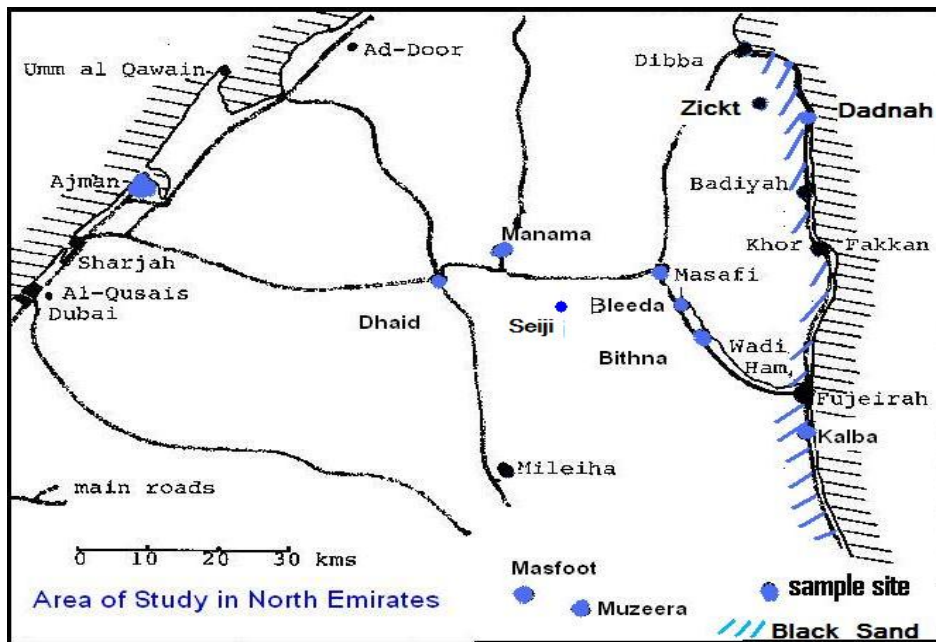 Ad-Door
Umm al Qawain
Dibba
Zickt
Dadnah
Ajman
Badiyah
Manama
Khor Fakkan
Sharjah
Masafi
Al-Qusais
Dubai
Dhaid
Seiji
Bleeda
Bithna
Wadi
Ham,
Fujeirah
Kalba
Mileiha
main roads
0 10 20 30 kms
Masfoot
Muzeera
sample site
Area of Study in North Emirates
Black Sand